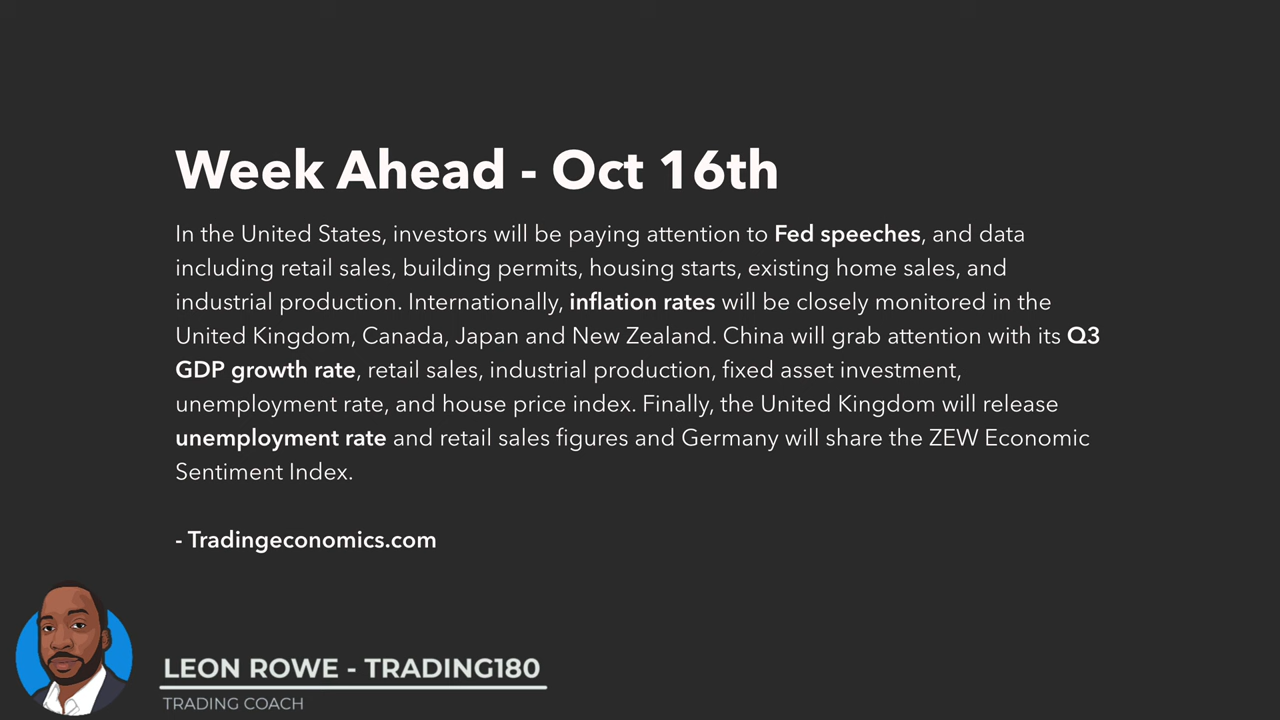 Week Ahead - Oct 16th
In the United States, investors will be paying attention to Fed speeches, and data
including retail sales, building permits, housing starts, existing home sales, and
industrial production. Internationally, inflation rates will be closely monitored in the
United Kingdom, Canada, Japan and New Zealand. China will grab attention with its Q3
GDP growth rate, retail sales, industrial production, fixed asset investment,
unemployment rate, and house price index. Finally, the United Kingdom will release
unemployment rate and retail sales figures and Germany will share the ZEW Economic
Sentiment Index.
- Tradingeconomics.com
LEON ROWE - TRADING180
TRADING COACH